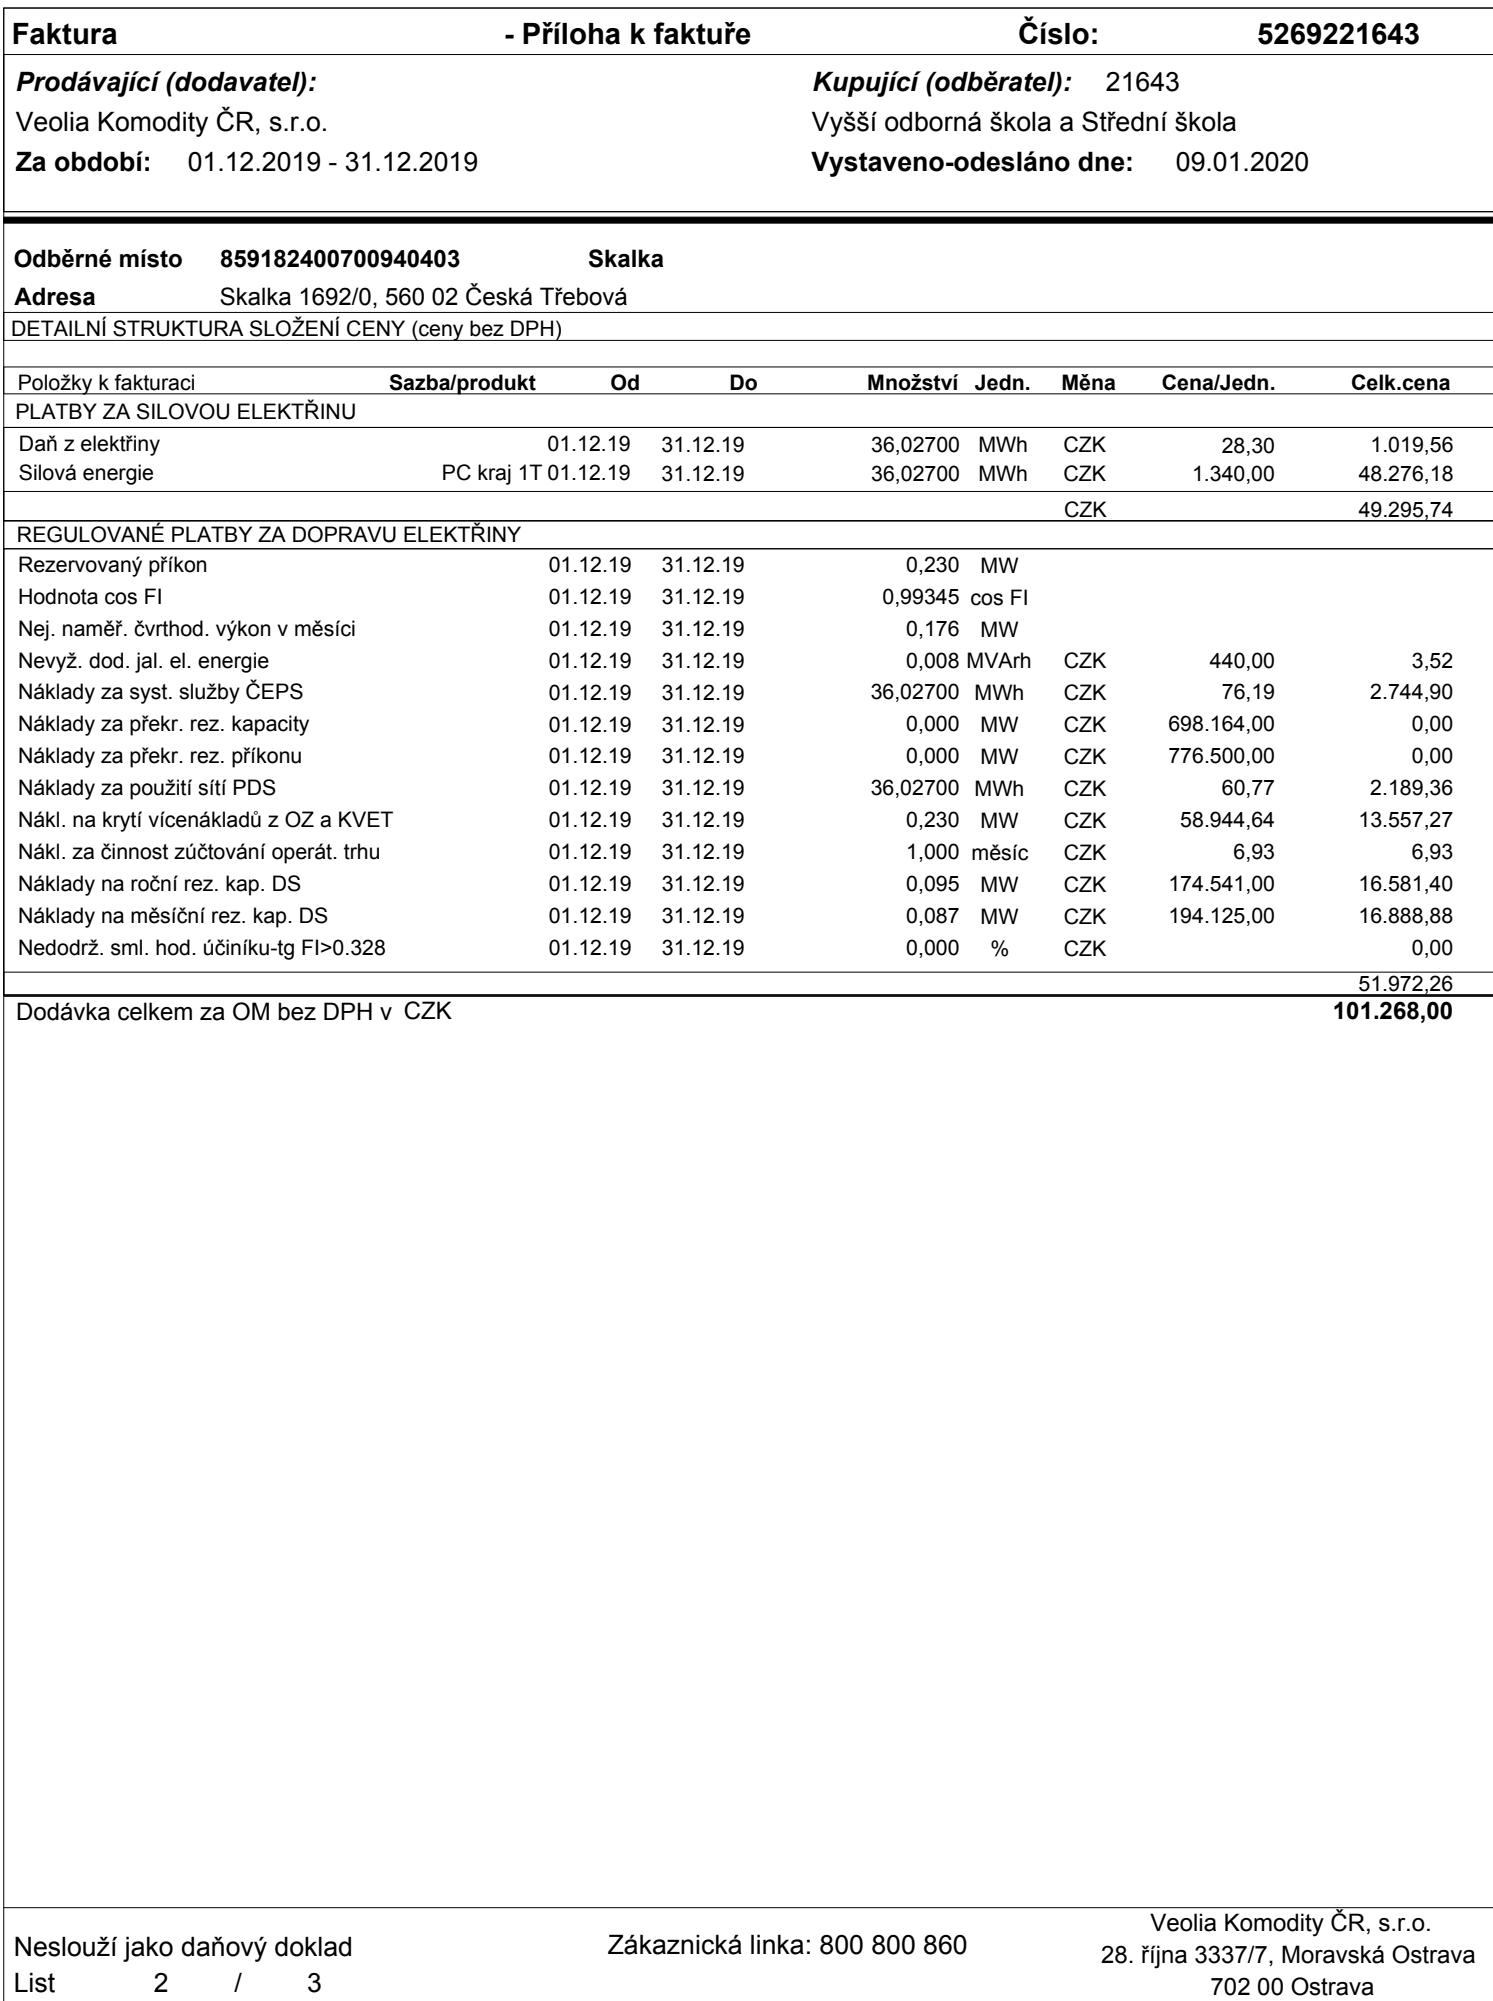 Faktura - Příloha k faktuře Číslo: 5269221643
Prodávající (dodavatel): Kupující (odběratel): 21643
Veolia Komodity ČR, s.r.o. Vyšší odborná škola a Střední škola
Za období: 01.12.2019 - 31.12.2019 Vystaveno-odesláno dne: 09.01.2020
Odběrné místo 859182400700940403 Skalka
Adresa Skalka 1692/0, 560 02 Česká Třebová
DETAILNÍ STRUKTURA SLOŽENÍ CENY (ceny bez DPH)
Položky k fakturaci Sazba/produkt Od Do Množství Jedn. Měna Cena/Jedn. Celk.cena
PLATBY ZA SILOVOU ELEKTŘINU
Daň z elektřiny 01.12.19 31.12.19 36,02700 MWh CZK 28,30 1.019,56
Silová energie PC kraj 1T 01.12.19 31.12.19 36,02700 MWh CZK 1.340,00 48.276,18
CZK 49.295,74
REGULOVANÉ PLATBY ZA DOPRAVU ELEKTŘINY
Rezervovaný příkon 01.12.19 31.12.19 0,230 MW
Hodnota cos FI 01.12.19 31.12.19 0,99345 cos FI
Nej. naměř. čvrthod. výkon v měsíci 01.12.19 31.12.19 0,176 MW
Nevyž. dod. jal. el. energie 01.12.19 31.12.19 0,008 MVArh CZK 440,00 3,52
Náklady za syst. služby ČEPS 01.12.19 31.12.19 36,02700 MWh CZK 76,19 2.744,90
Náklady za překr. rez. kapacity 01.12.19 31.12.19 0,000 MW CZK 698.164,00 0,00
Náklady za překr. rez. příkonu 01.12.19 31.12.19 0,000 MW CZK 776.500,00 0,00
Náklady za použití sítí PDS 01.12.19 31.12.19 36,02700 MWh CZK 60,77 2.189,36
Nákl. na krytí vícenákladů z OZ a KVET 01.12.19 31.12.19 0,230 MW CZK 58.944,64 13.557,27
Nákl. za činnost zúčtování operát. trhu 01.12.19 31.12.19 1,000 měsíc CZK 6,93 6,93
Náklady na roční rez. kap. DS 01.12.19 31.12.19 0,095 MW CZK 174.541,00 16.581,40
Náklady na měsíční rez. kap. DS 01.12.19 31.12.19 0,087 MW CZK 194.125,00 16.888,88
Nedodrž. sml. hod. účiníku-tg FI>0.328 01.12.19 31.12.19 0,000 % CZK 0,00
51.972,26
Dodávka celkem za OM bez DPH v CZK 101.268,00
Neslouží jako daňový doklad Zákaznická linka: 800 800 860 Veolia Komodity ČR, s.r.o.
28. října 3337/7, Moravská Ostrava
List 2 / 3 702 00 Ostrava